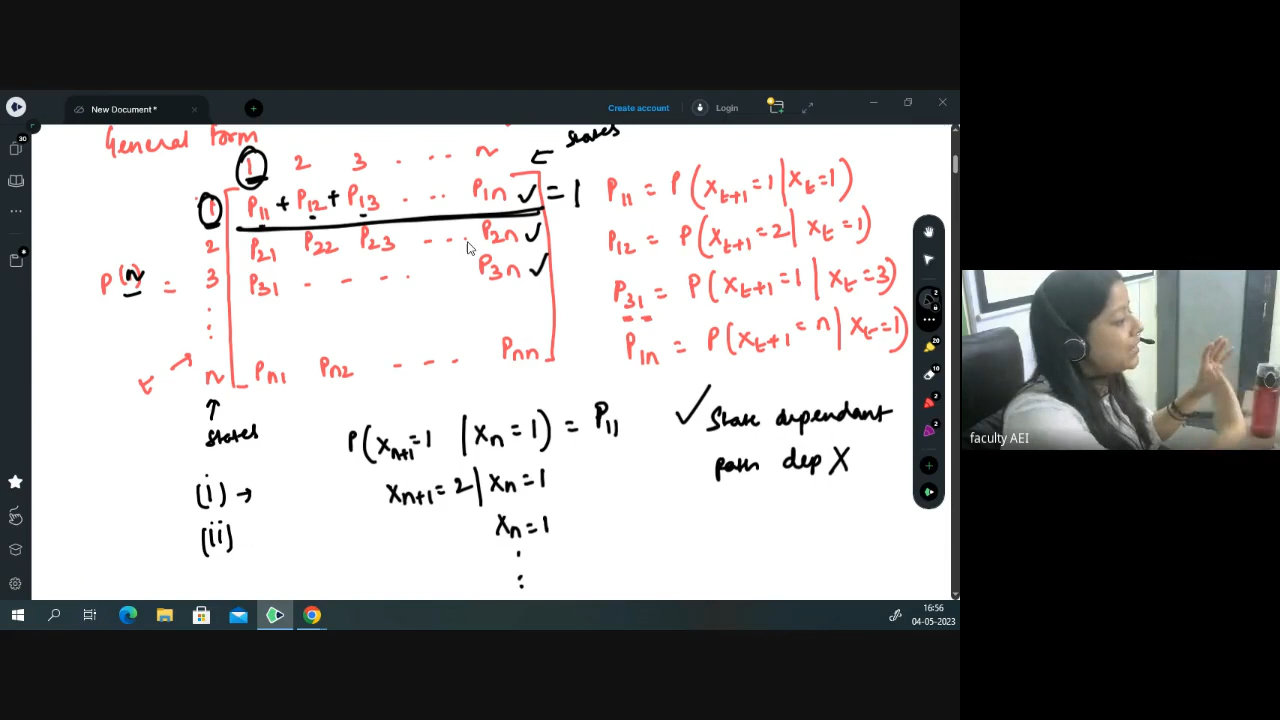 New Document*
Create account
Login
30
General Form
states
1 2 3 . . .. n
1 P11 + P12 + P13 . .. P1n ✓ = 1
2 P21 P22 P23 - - . P2n ✓
3 P31 . - - . . P3n ✓
P(n) =
n Pn1 Pn2 - - . Pnn
t
states
P11 = P(Xt+1 = 1 | Xt = 1)
P12 = P(Xt+1 = 2 | Xt = 1)
P31 = P(Xt+1 = 1 | Xt = 3)
P1n = P(Xt+1 = n | Xt = 1)
P(Xn+1 = 1 | Xn = 1) = P11
Xn+1 = 2 | Xn = 1
Xn = 1
(i) →
(ii)
✓ State dependant
path dep X
faculty AEI
16:56
04-05-2023